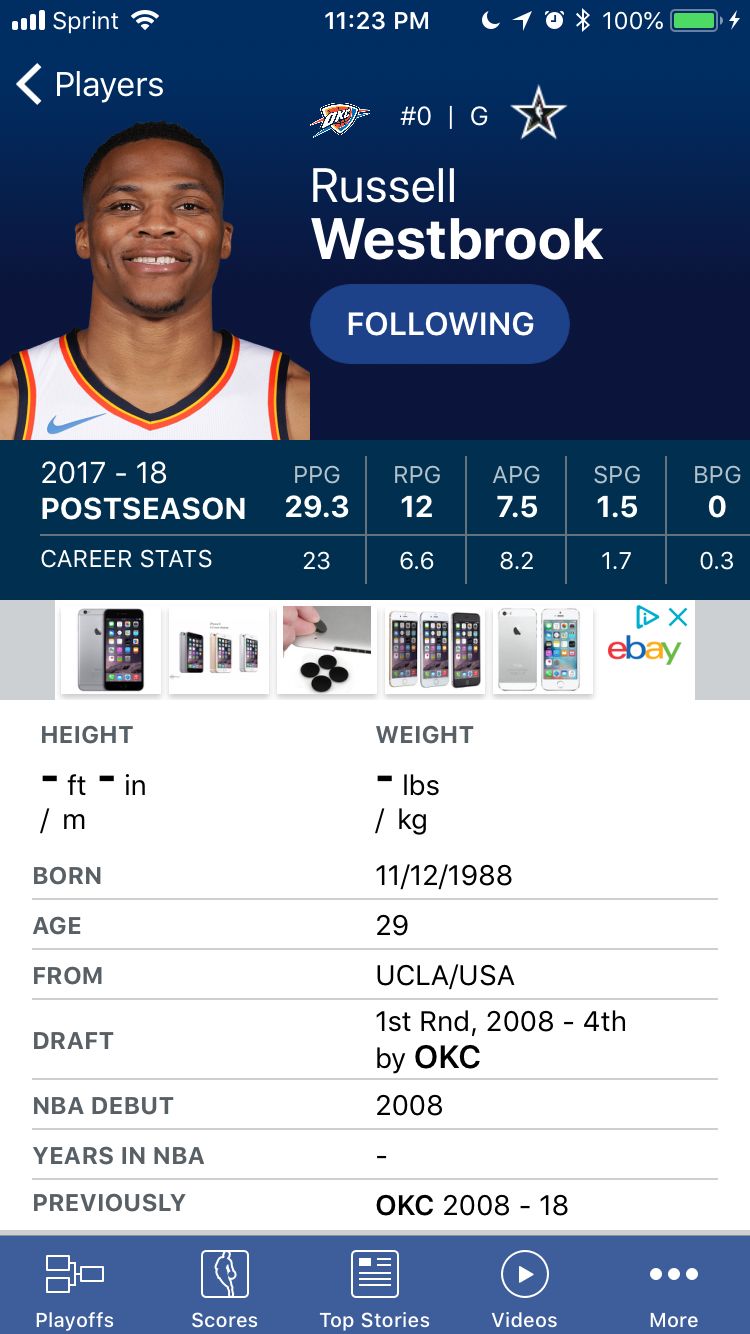 Sprint 11:23 PM 100%
Players
OKC #0 | G
Russell
Westbrook
FOLLOWING
2017 - 18 PPG RPG APG SPG BPG
POSTSEASON 29.3 12 7.5 1.5 0
CAREER STATS 23 6.6 8.2 1.7 0.3
ebay
HEIGHT WEIGHT
- ft - in - lbs
/ m / kg
BORN 11/12/1988
AGE 29
FROM UCLA/USA
DRAFT 1st Rnd, 2008 - 4th
by OKC
NBA DEBUT 2008
YEARS IN NBA -
PREVIOUSLY OKC 2008 - 18
Playoffs Scores Top Stories Videos More